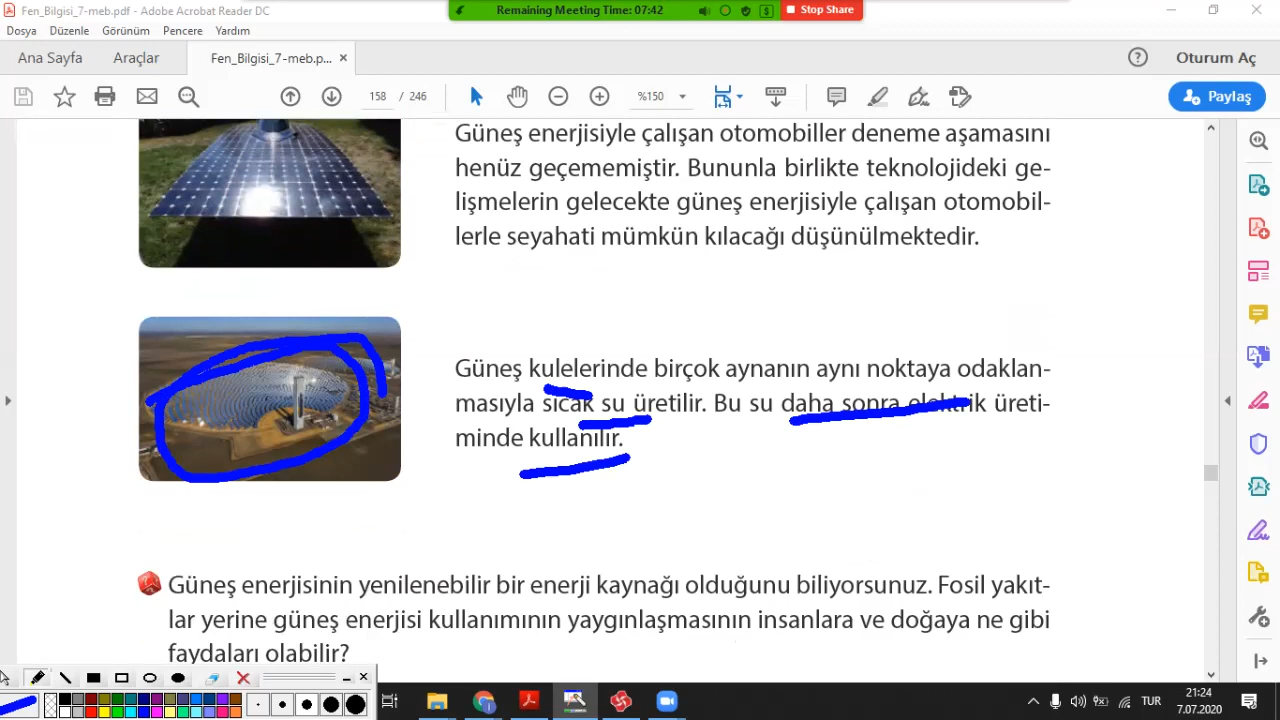 Fen_Bilgisi_7-meb.pdf - Adobe Acrobat Reader DC
Remaining Meeting Time: 07:42
Stop Share
Dosya Düzenle Görünüm Pencere Yardım
Ana Sayfa Araçlar Fen_Bilgisi_7-meb.p... × Oturum Aç
158 / 246 %150 Paylaş
Güneş enerjisiyle çalışan otomobiller deneme aşamasını
henüz geçememiştir. Bununla birlikte teknolojideki ge-
lişmelerin gelecekte güneş enerjisiyle çalışan otomobil-
lerle seyahati mümkün kılacağı düşünülmektedir.
Güneş kulelerinde birçok aynanın aynı noktaya odaklan-
masıyla sıcak su üretilir. Bu su daha sonra elektrik üreti-
minde kullanılır.
Güneş enerjisinin yenilenebilir bir enerji kaynağı olduğunu biliyorsunuz. Fosil yakıt-
lar yerine güneş enerjisi kullanımının yaygınlaşmasının insanlara ve doğaya ne gibi
faydaları olabilir?
TUR
21:24
7.07.2020